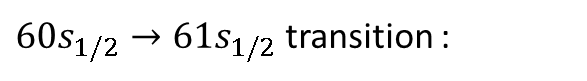 60s₁/₂ → 61s₁/₂ transition :